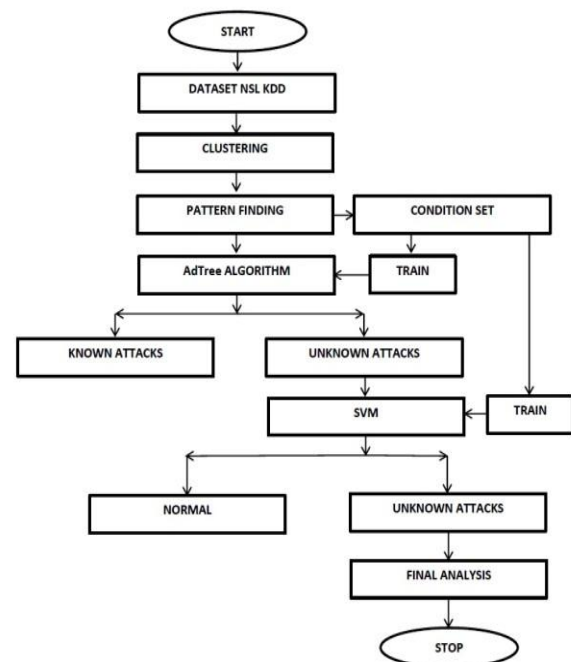 START
DATASET NSL KDD
CLUSTERING
PATTERN FINDING
CONDITION SET
AdTree ALGORITHM
TRAIN
KNOWN ATTACKS
UNKNOWN ATTACKS
SVM
TRAIN
NORMAL
UNKNOWN ATTACKS
FINAL ANALYSIS
STOP